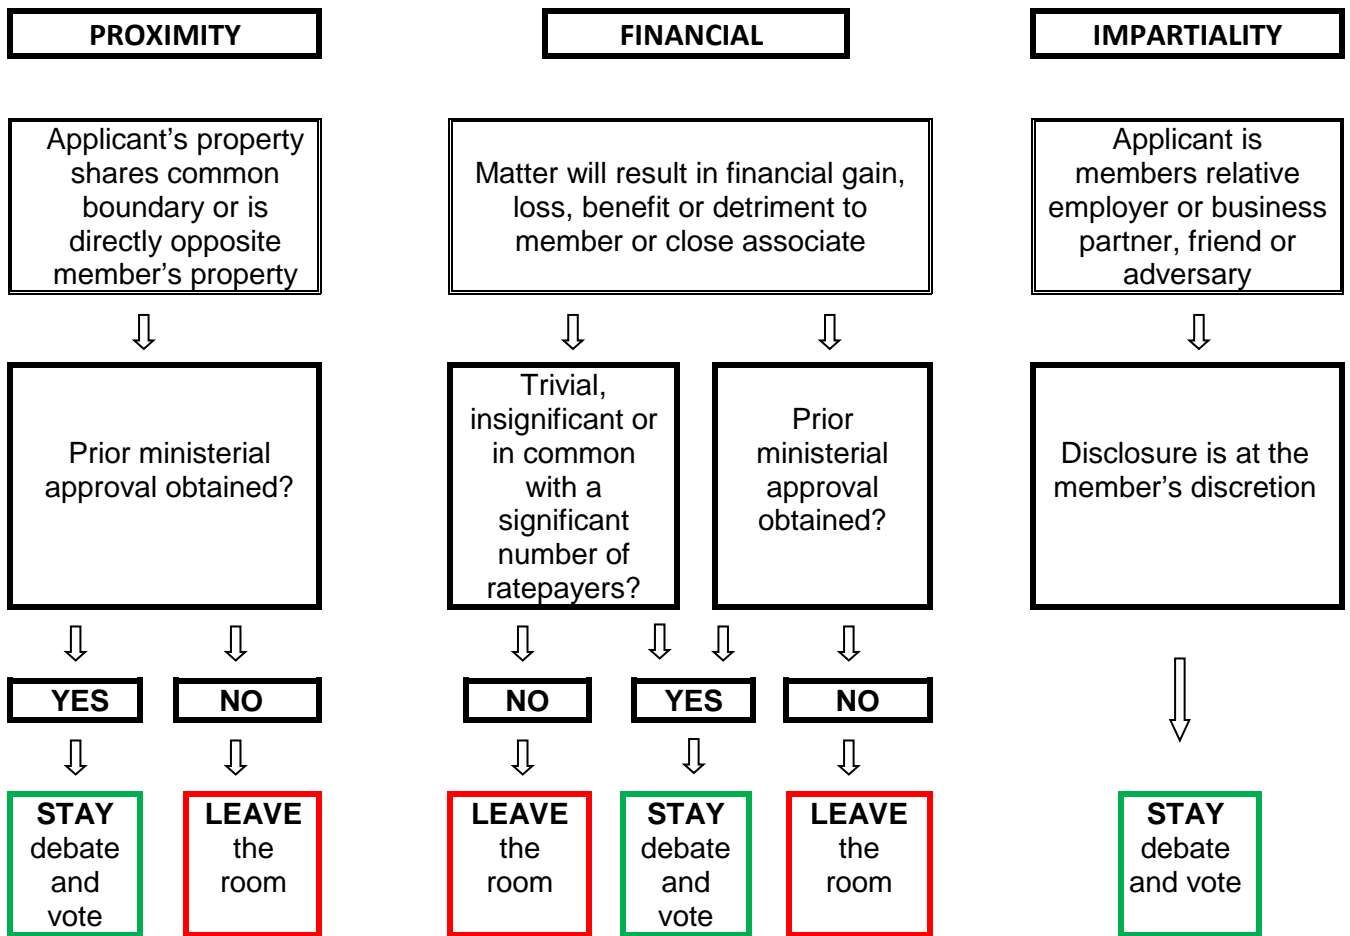 PROXIMITY
FINANCIAL
IMPARTIALITY
Applicant’s property
shares common
boundary or is
directly opposite
member’s property
Matter will result in financial gain,
loss, benefit or detriment to
member or close associate
Applicant is
members relative
employer or business
partner, friend or
adversary
Prior ministerial
approval obtained?
Trivial,
insignificant or
in common
with a
significant
number of
ratepayers?
Prior
ministerial
approval
obtained?
Disclosure is at the
member’s discretion
YES
NO
NO
YES
NO
STAY
debate
and
vote
LEAVE
the
room
LEAVE
the
room
STAY
debate
and
vote
LEAVE
the
room
STAY
debate
and vote